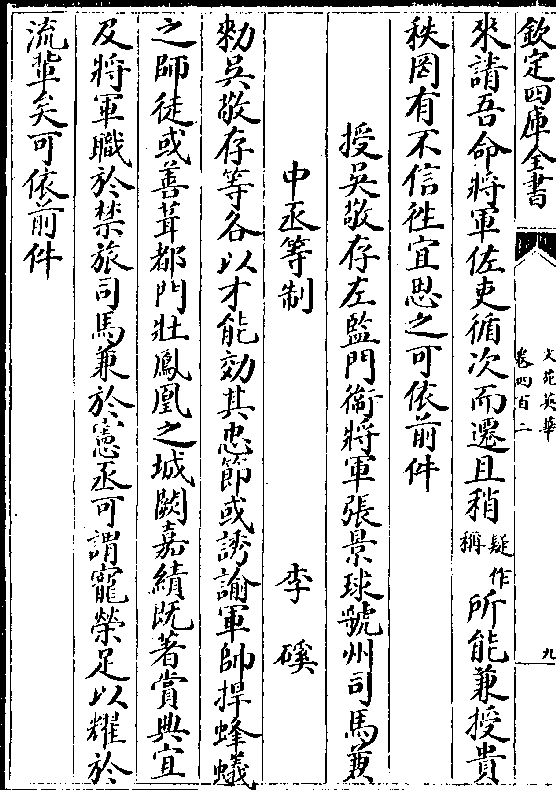 欽定四庫全書
文苑英華
卷四百二
九
來請吾命將軍佐吏循次而遷且稍疑作稱所能兼授貴
秩罔有不信徃宜思之可依前件
授吳敬存左監門衞將軍張景球號州司馬兼
中丞等制
李磎
勑吳敬存等各以才能効其忠節或誘諭軍帥捍蜂蟻
之師徒或善葺都門壯鳳凰之城闕嘉績既著賞典宜
及將軍職於禁旅司馬兼於憲丞可謂寵榮足以耀於
流輩矣可依前件